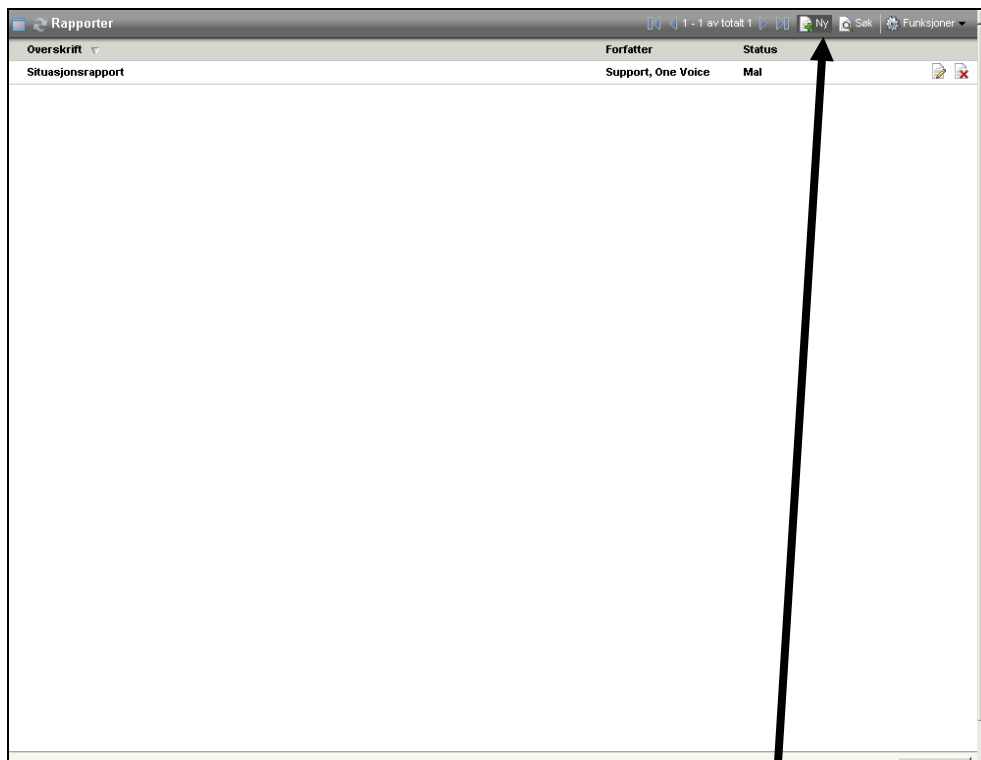 Rapporter 1 - 1 av totalt 1 Ny Søk Funksjoner
Overskrift Forfatter Status
Situasjonsrapport Support, One Voice Mal